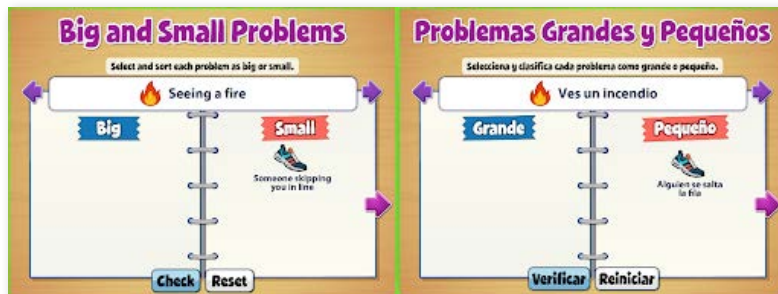 Big and Small Problems
Select and sort each problem as big or small.
Seeing a fire
Big
Small
Someone skipping
you in line
Check
Reset
Problemas Grandes y Pequeños
Selecciona y clasifica cada problema como grande o pequeño.
Ves un incendio
Grande
Pequeño
Alguien se salta
la fila
Verificar
Reiniciar